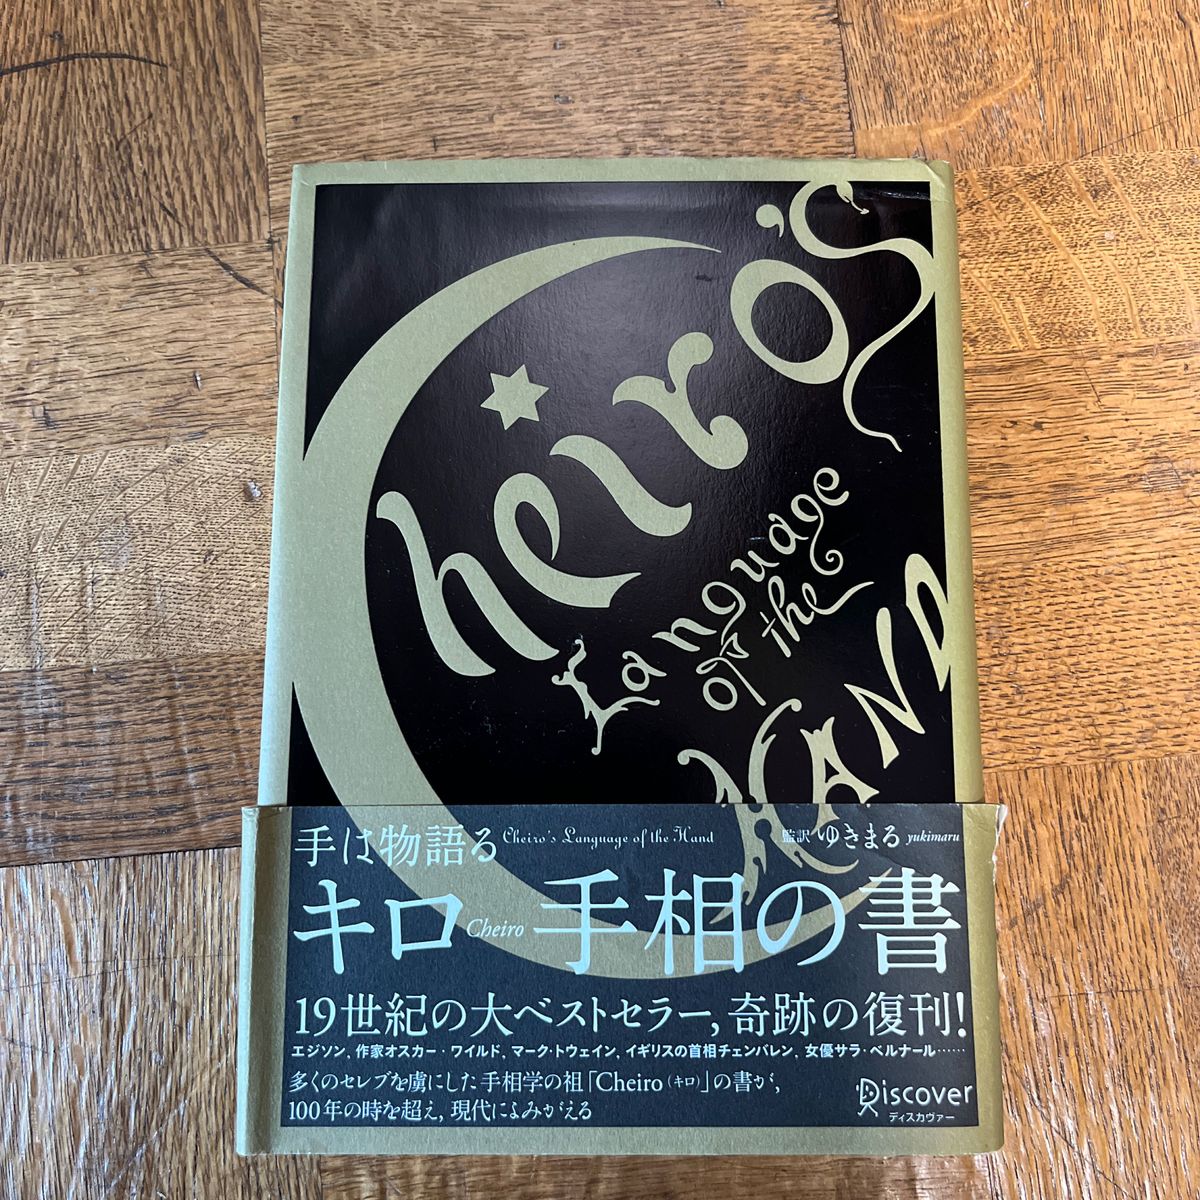 Cheiro's
Language
of the
HAND
手は物語る Cheiro's Language of the Hand 監訳 ゆきまる yukimaru
キロ Cheiro 手相の書
19世紀の大ベストセラー,奇跡の復刊!
エジソン, 作家オスカー・ワイルド, マーク・トウェイン, イギリスの首相チェンバレン, 女優サラ・ベルナール……
多くのセレブを虜にした手相学の祖「Cheiro(キロ)」の書が,
100年の時を超え, 現代によみがえる
Discover
ディスカヴァー